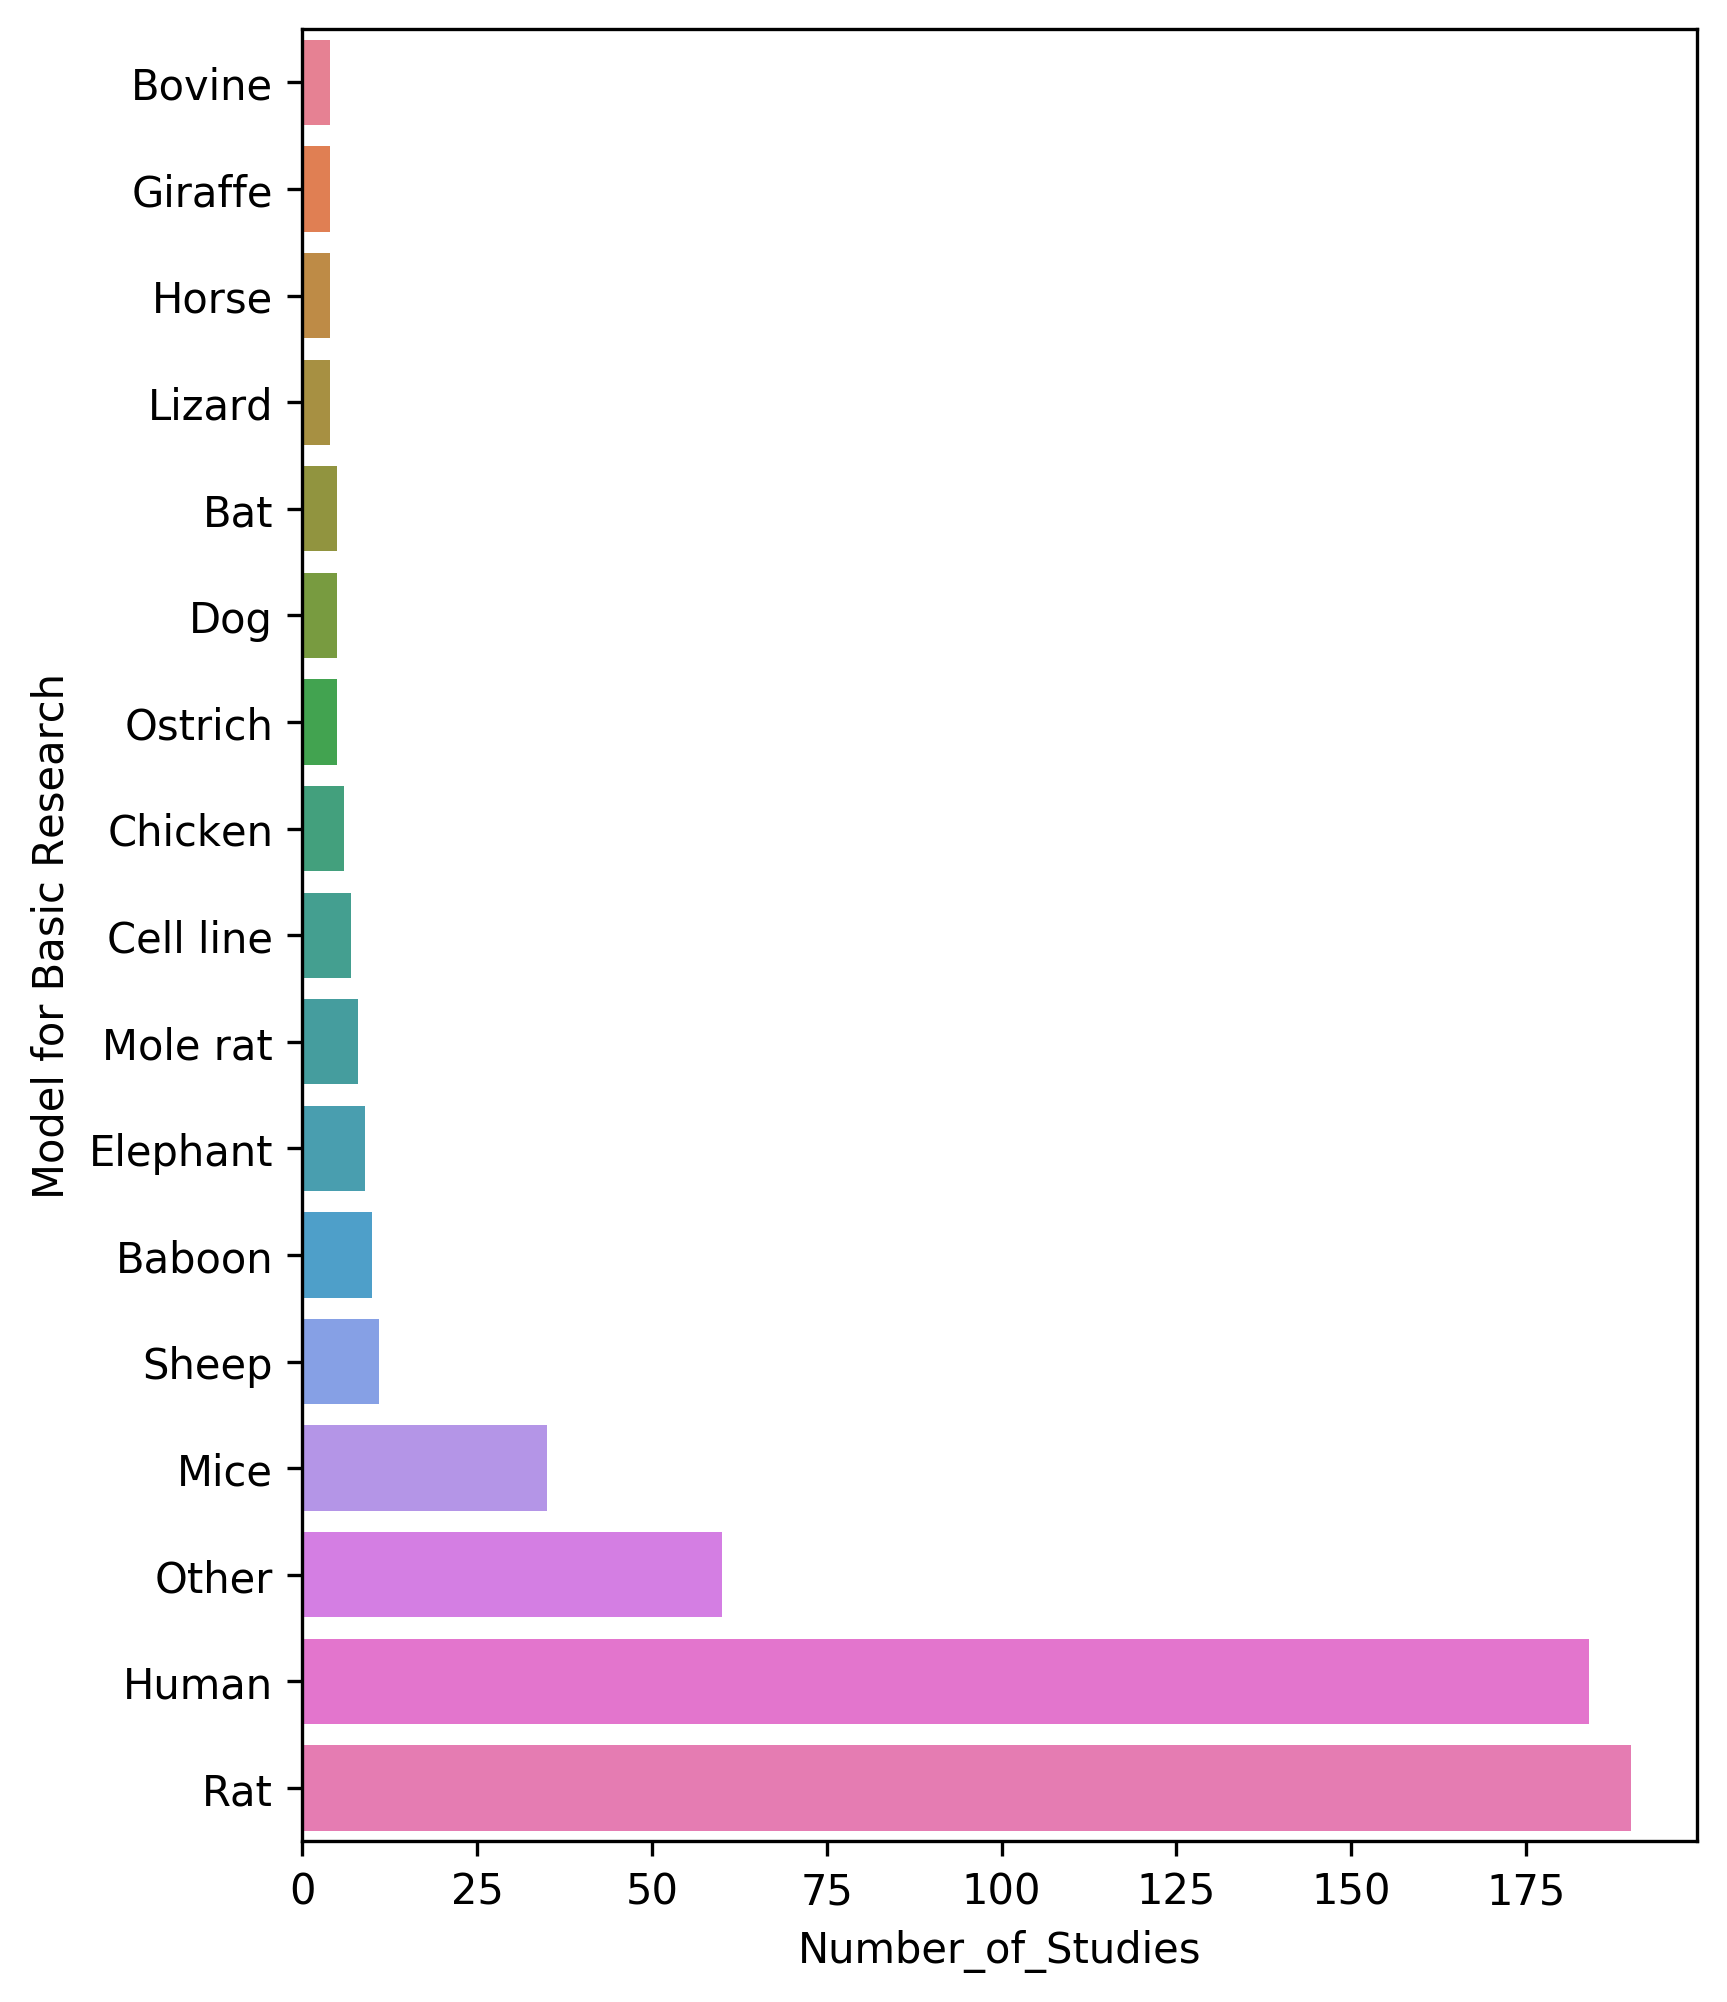 Bovine
Giraffe
Horse
Lizard
Bat
Dog
Ostrich
Chicken
Cell line
Mole rat
Elephant
Baboon
Sheep
Mice
Other
Human
Rat
Model for Basic Research
0 25 50 75 100 125 150 175
Number_of_Studies